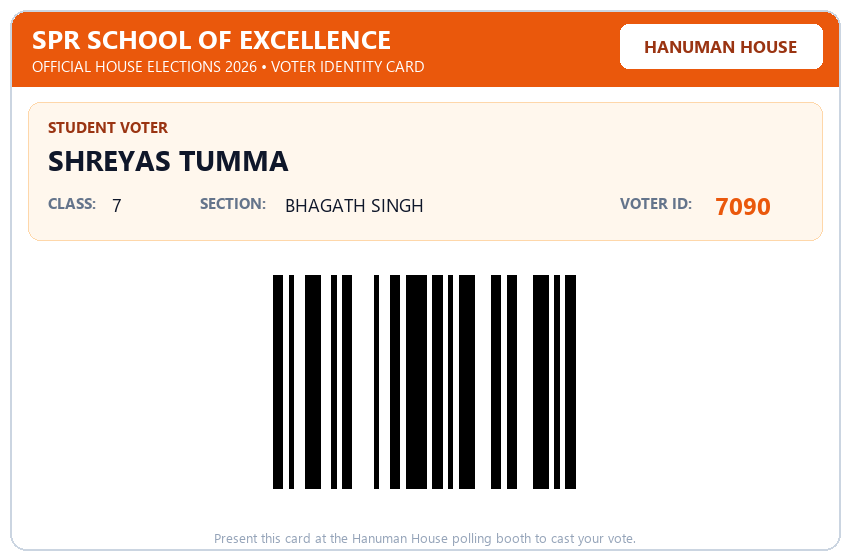 SPR SCHOOL OF EXCELLENCE
OFFICIAL HOUSE ELECTIONS 2026 • VOTER IDENTITY CARD
HANUMAN HOUSE
STUDENT VOTER
SHREYAS TUMMA
CLASS: 7 SECTION: BHAGATH SINGH VOTER ID: 7090
Present this card at the Hanuman House polling booth to cast your vote.